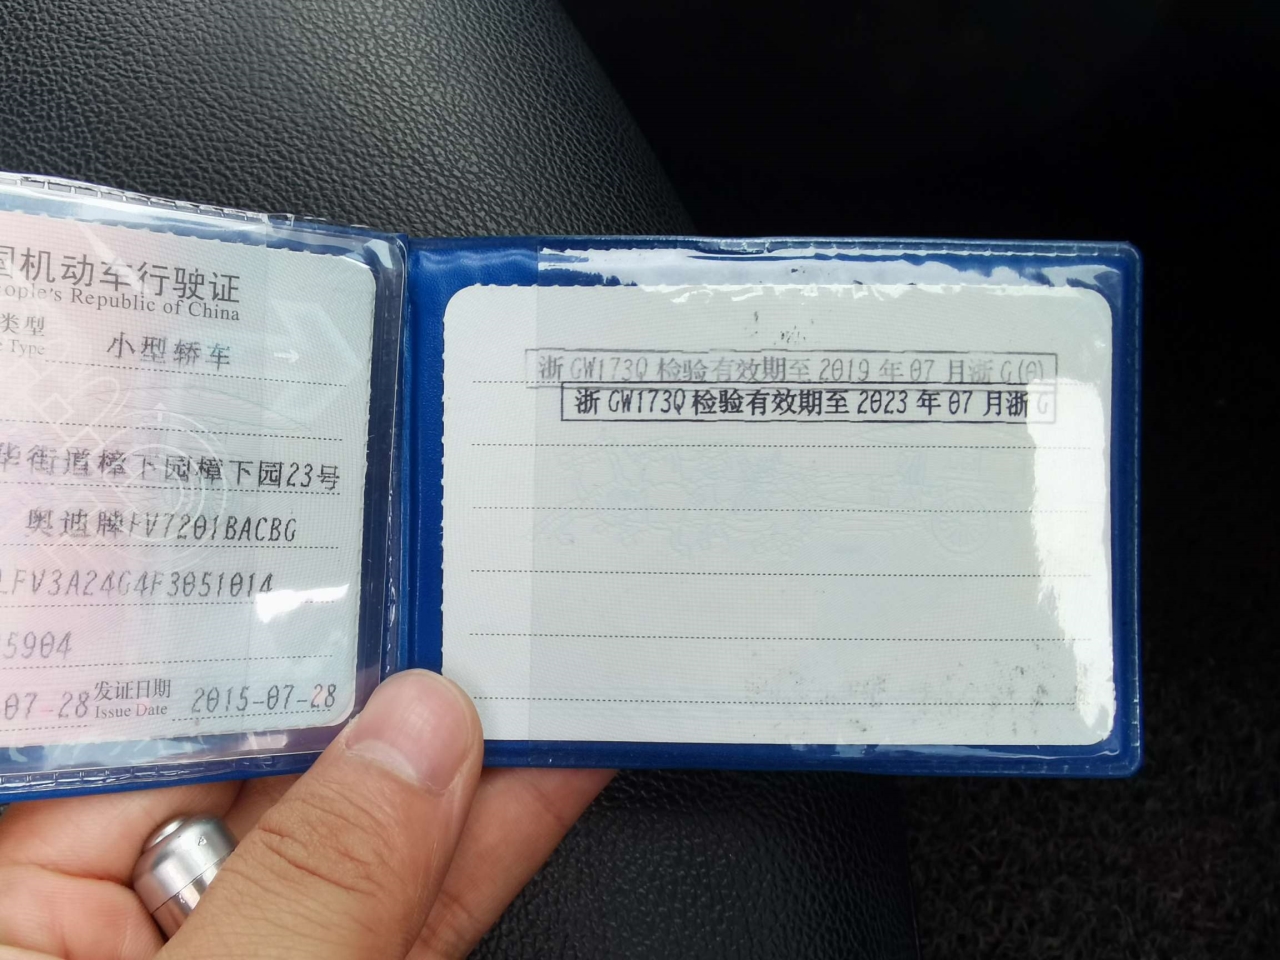 国机动车行驶证
People's Republic of China
类型
Type
小型轿车
华街道樟下园樟下园23号
奥迪牌FV7201BACBG
LFV3A24G4F3051014
5904
07-28
发证日期
Issue Date
2015-07-28
浙GW173Q检验有效期至2019年07月浙G(0)
浙GW173Q检验有效期至2023年07月浙G